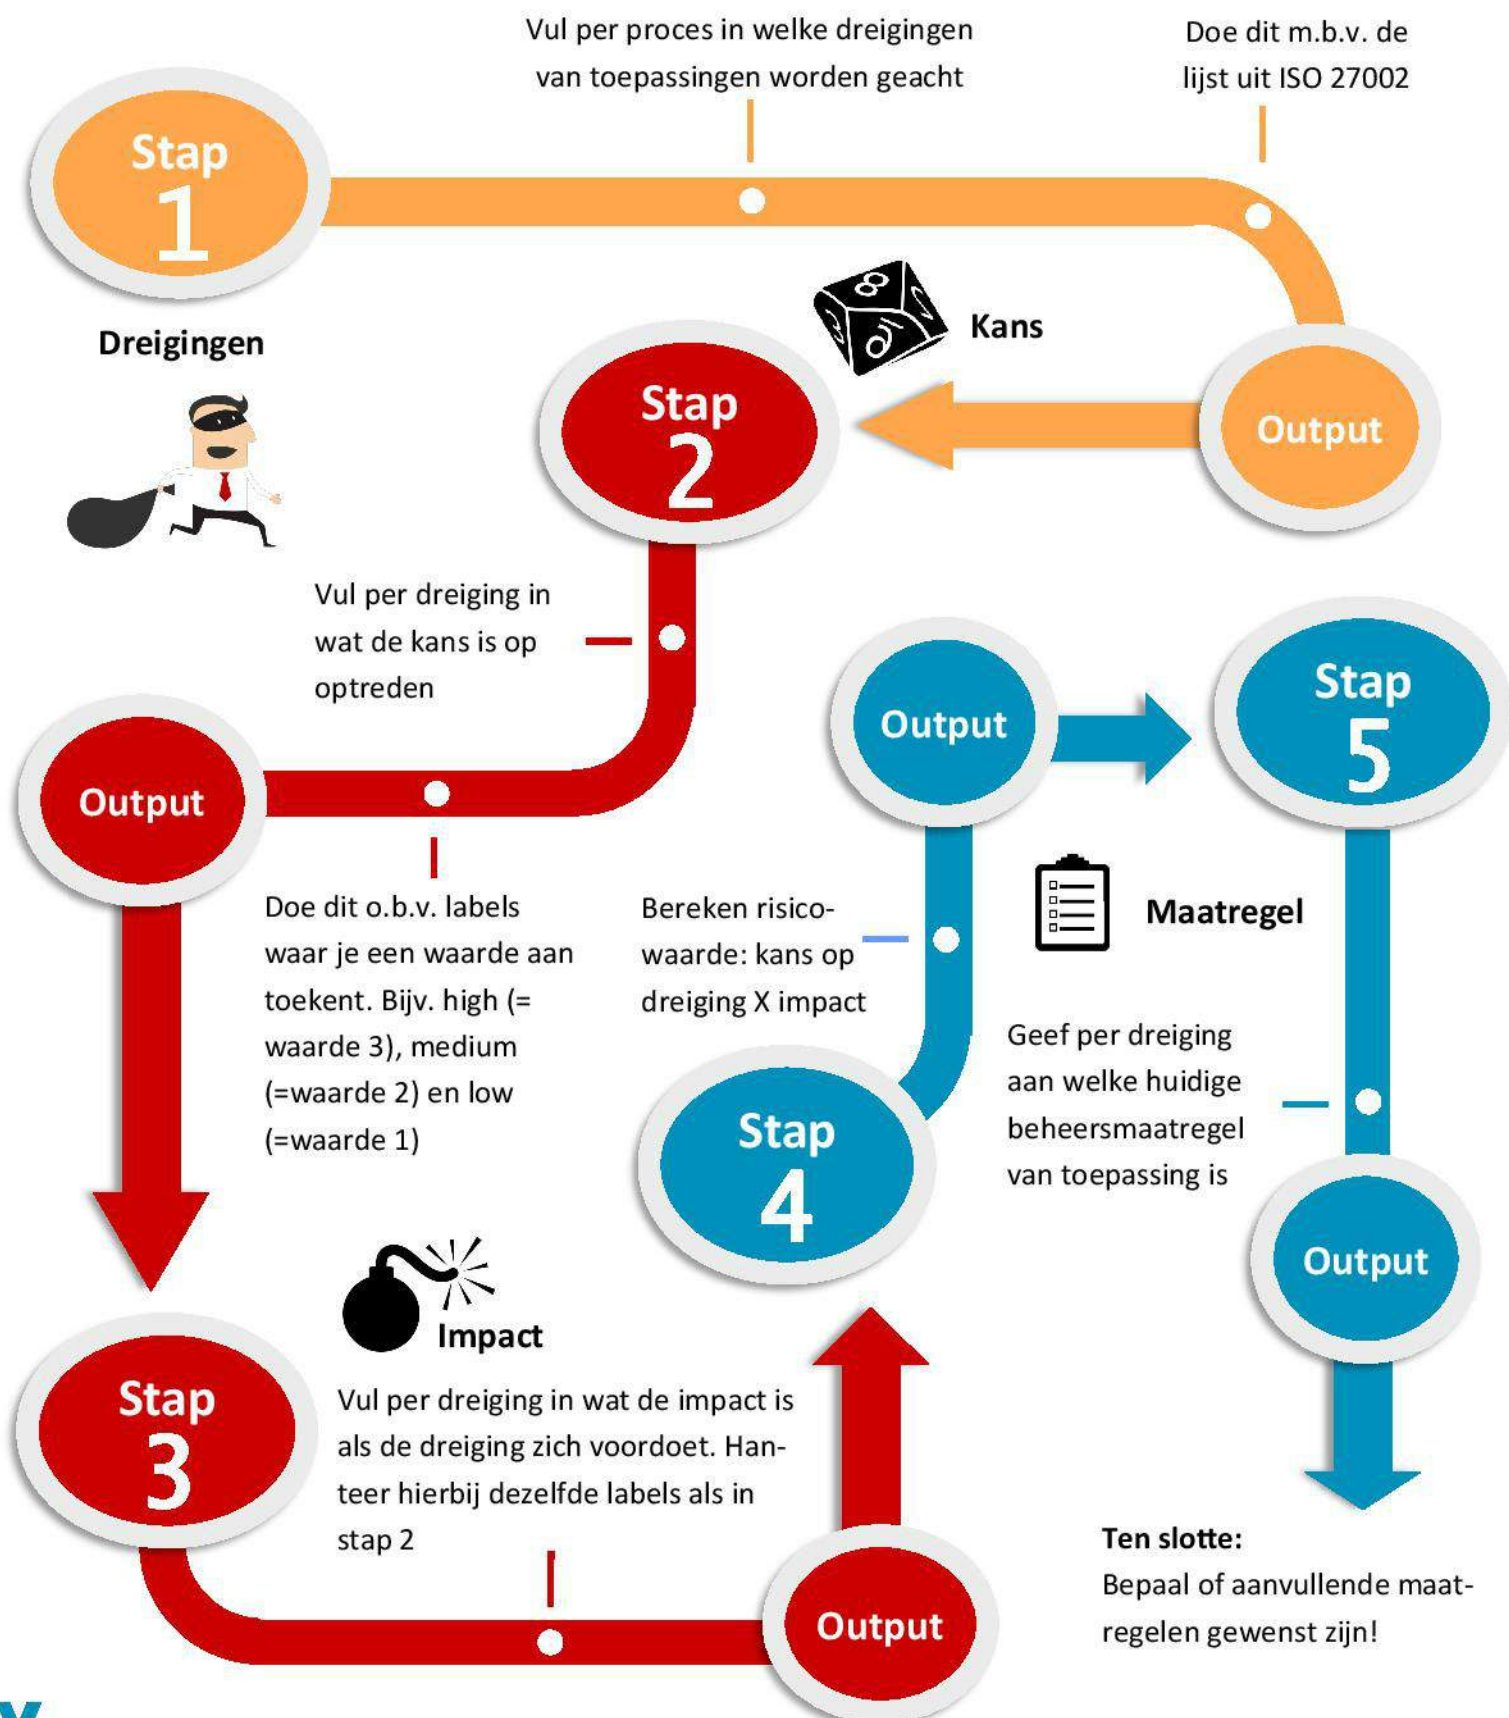 Vul per proces in welke dreigingen
van toepassingen worden geacht
Doe dit m.b.v. de
lijst uit ISO 27002
Stap
1
Dreigingen
Output
Kans
Stap
2
Vul per dreiging in
wat de kans is op
optreden
Output
Doe dit o.b.v. labels
waar je een waarde aan
toekent. Bijv. high (=
waarde 3), medium
(=waarde 2) en low
(=waarde 1)
Stap
3
Impact
Vul per dreiging in wat de impact is
als de dreiging zich voordoet. Han-
teer hierbij dezelfde labels als in
stap 2
Output
Stap
4
Bereken risico-
waarde: kans op
dreiging X impact
Output
Stap
5
Maatregel
Geef per dreiging
aan welke huidige
beheersmaatregel
van toepassing is
Output
Ten slotte:
Bepaal of aanvullende maat-
regelen gewenst zijn!